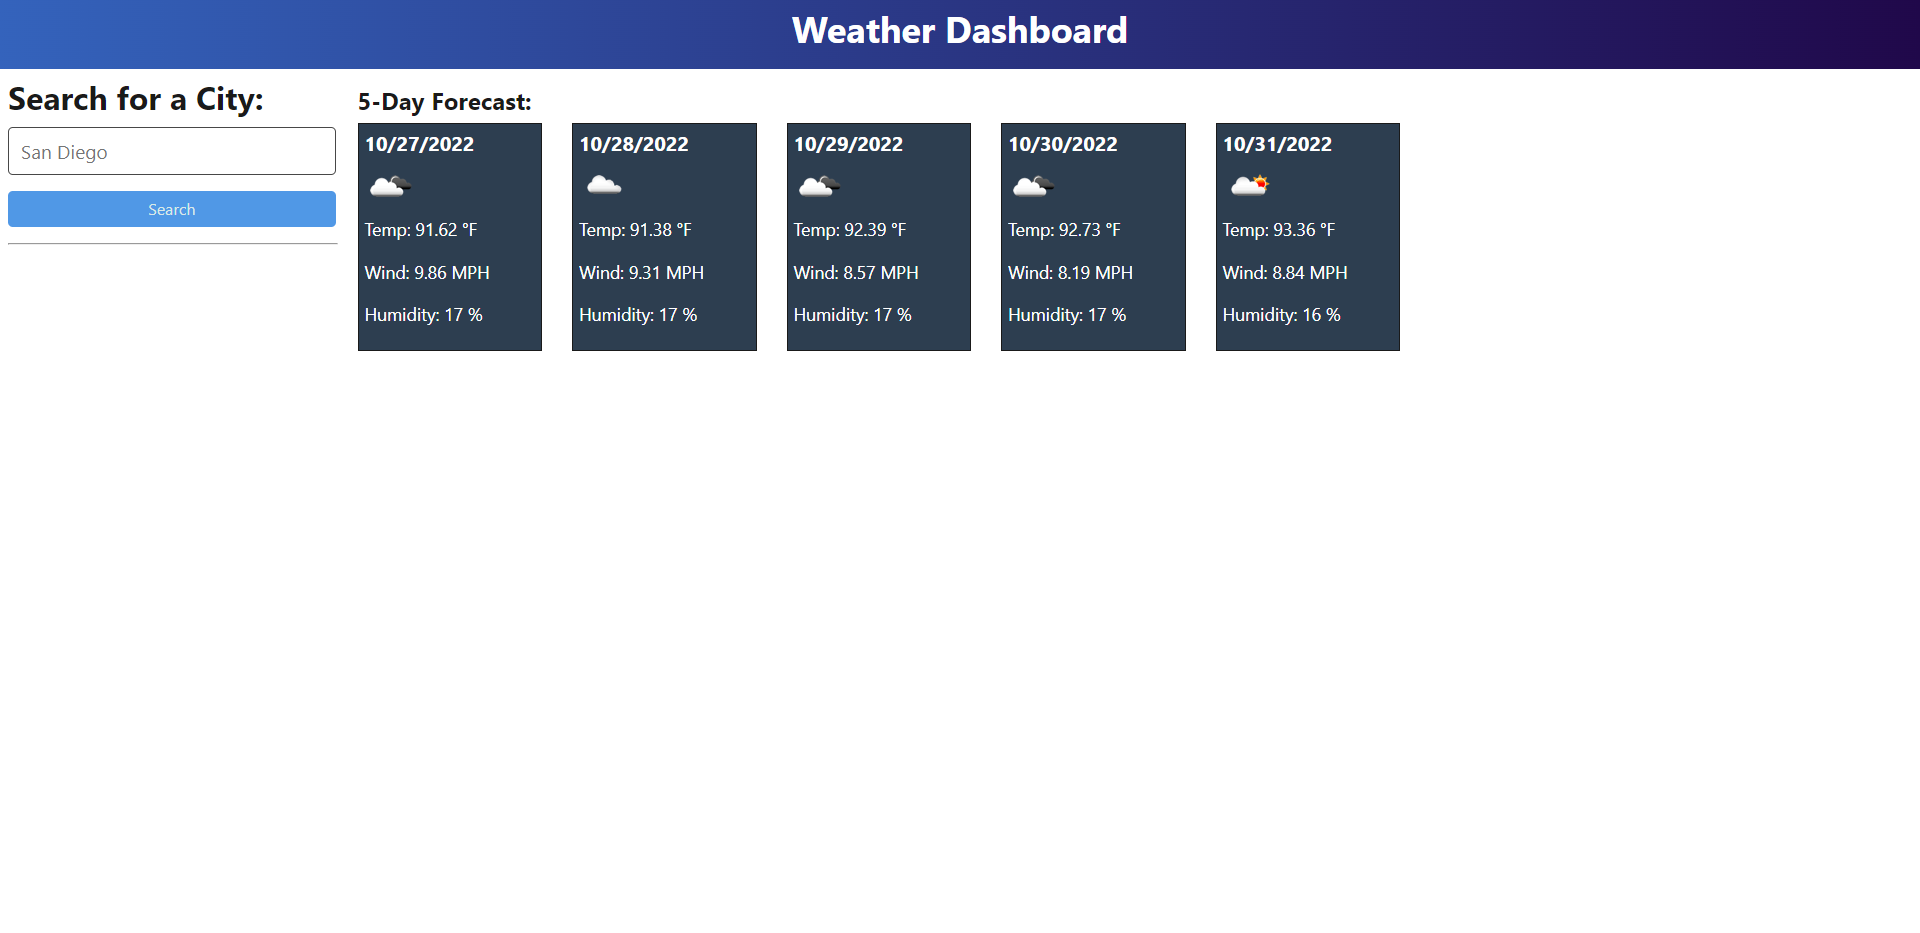 Weather Dashboard
Search for a City:
San Diego
Search
5-Day Forecast:
10/27/2022
Temp: 91.62 °F
Wind: 9.86 MPH
Humidity: 17 %
10/28/2022
Temp: 91.38 °F
Wind: 9.31 MPH
Humidity: 17 %
10/29/2022
Temp: 92.39 °F
Wind: 8.57 MPH
Humidity: 17 %
10/30/2022
Temp: 92.73 °F
Wind: 8.19 MPH
Humidity: 17 %
10/31/2022
Temp: 93.36 °F
Wind: 8.84 MPH
Humidity: 16 %